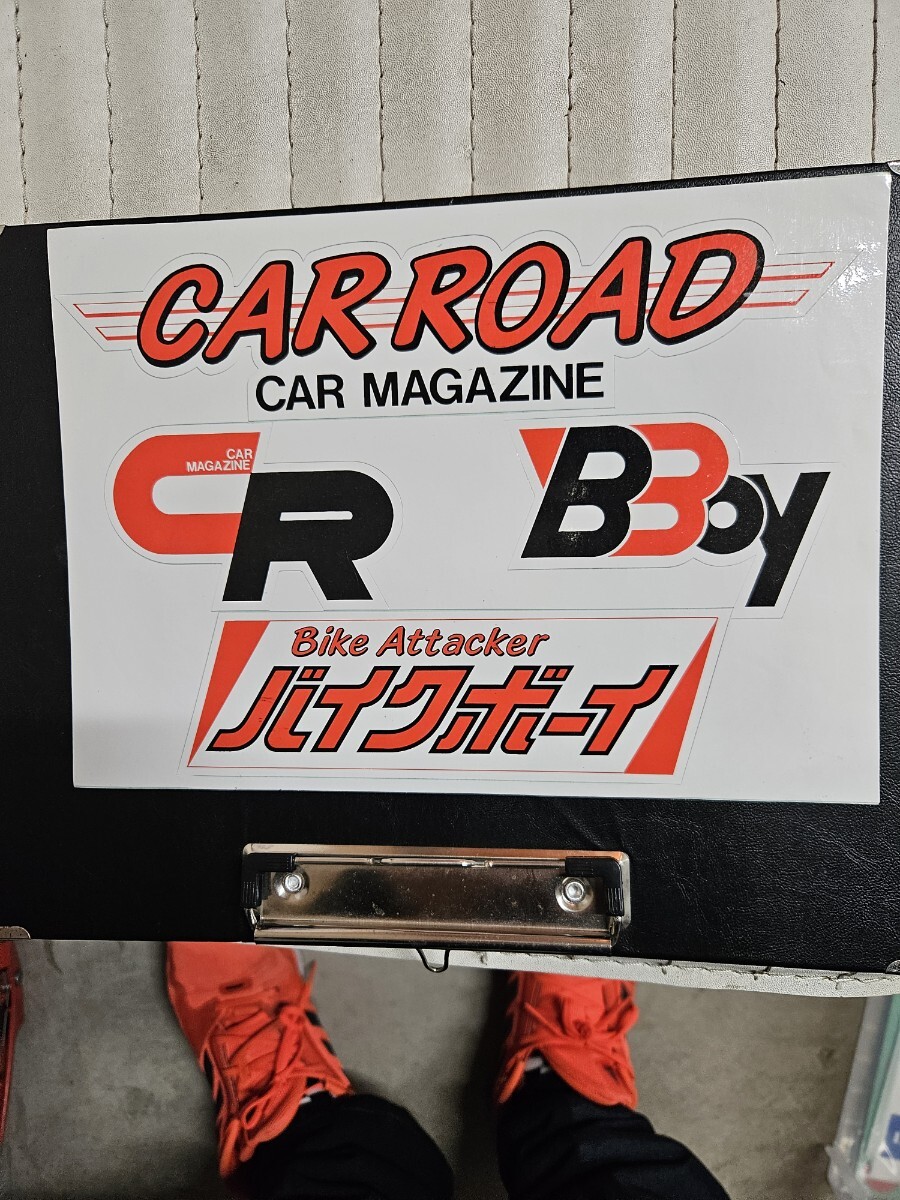 CAR ROAD
CAR MAGAZINE
CAR
MAGAZINE
CR
BBoy
Bike Attacker
バイクボーイ